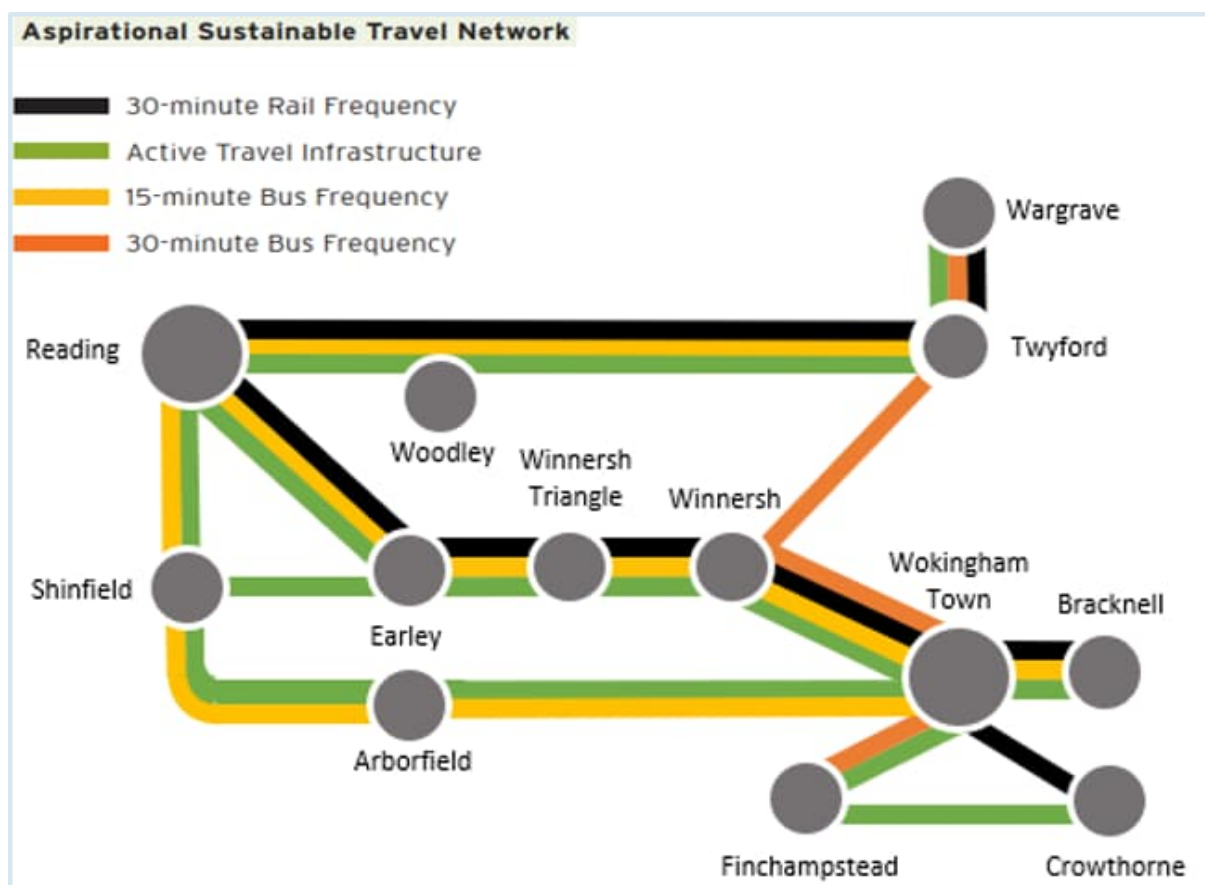 Aspirational Sustainable Travel Network
30-minute Rail Frequency
Active Travel Infrastructure
15-minute Bus Frequency
30-minute Bus Frequency
Wargrave
Reading
Twyford
Woodley
Winnersh
Triangle
Winnersh
Shinfield
Earley
Wokingham
Town
Bracknell
Arborfield
Finchampstead
Crowthorne